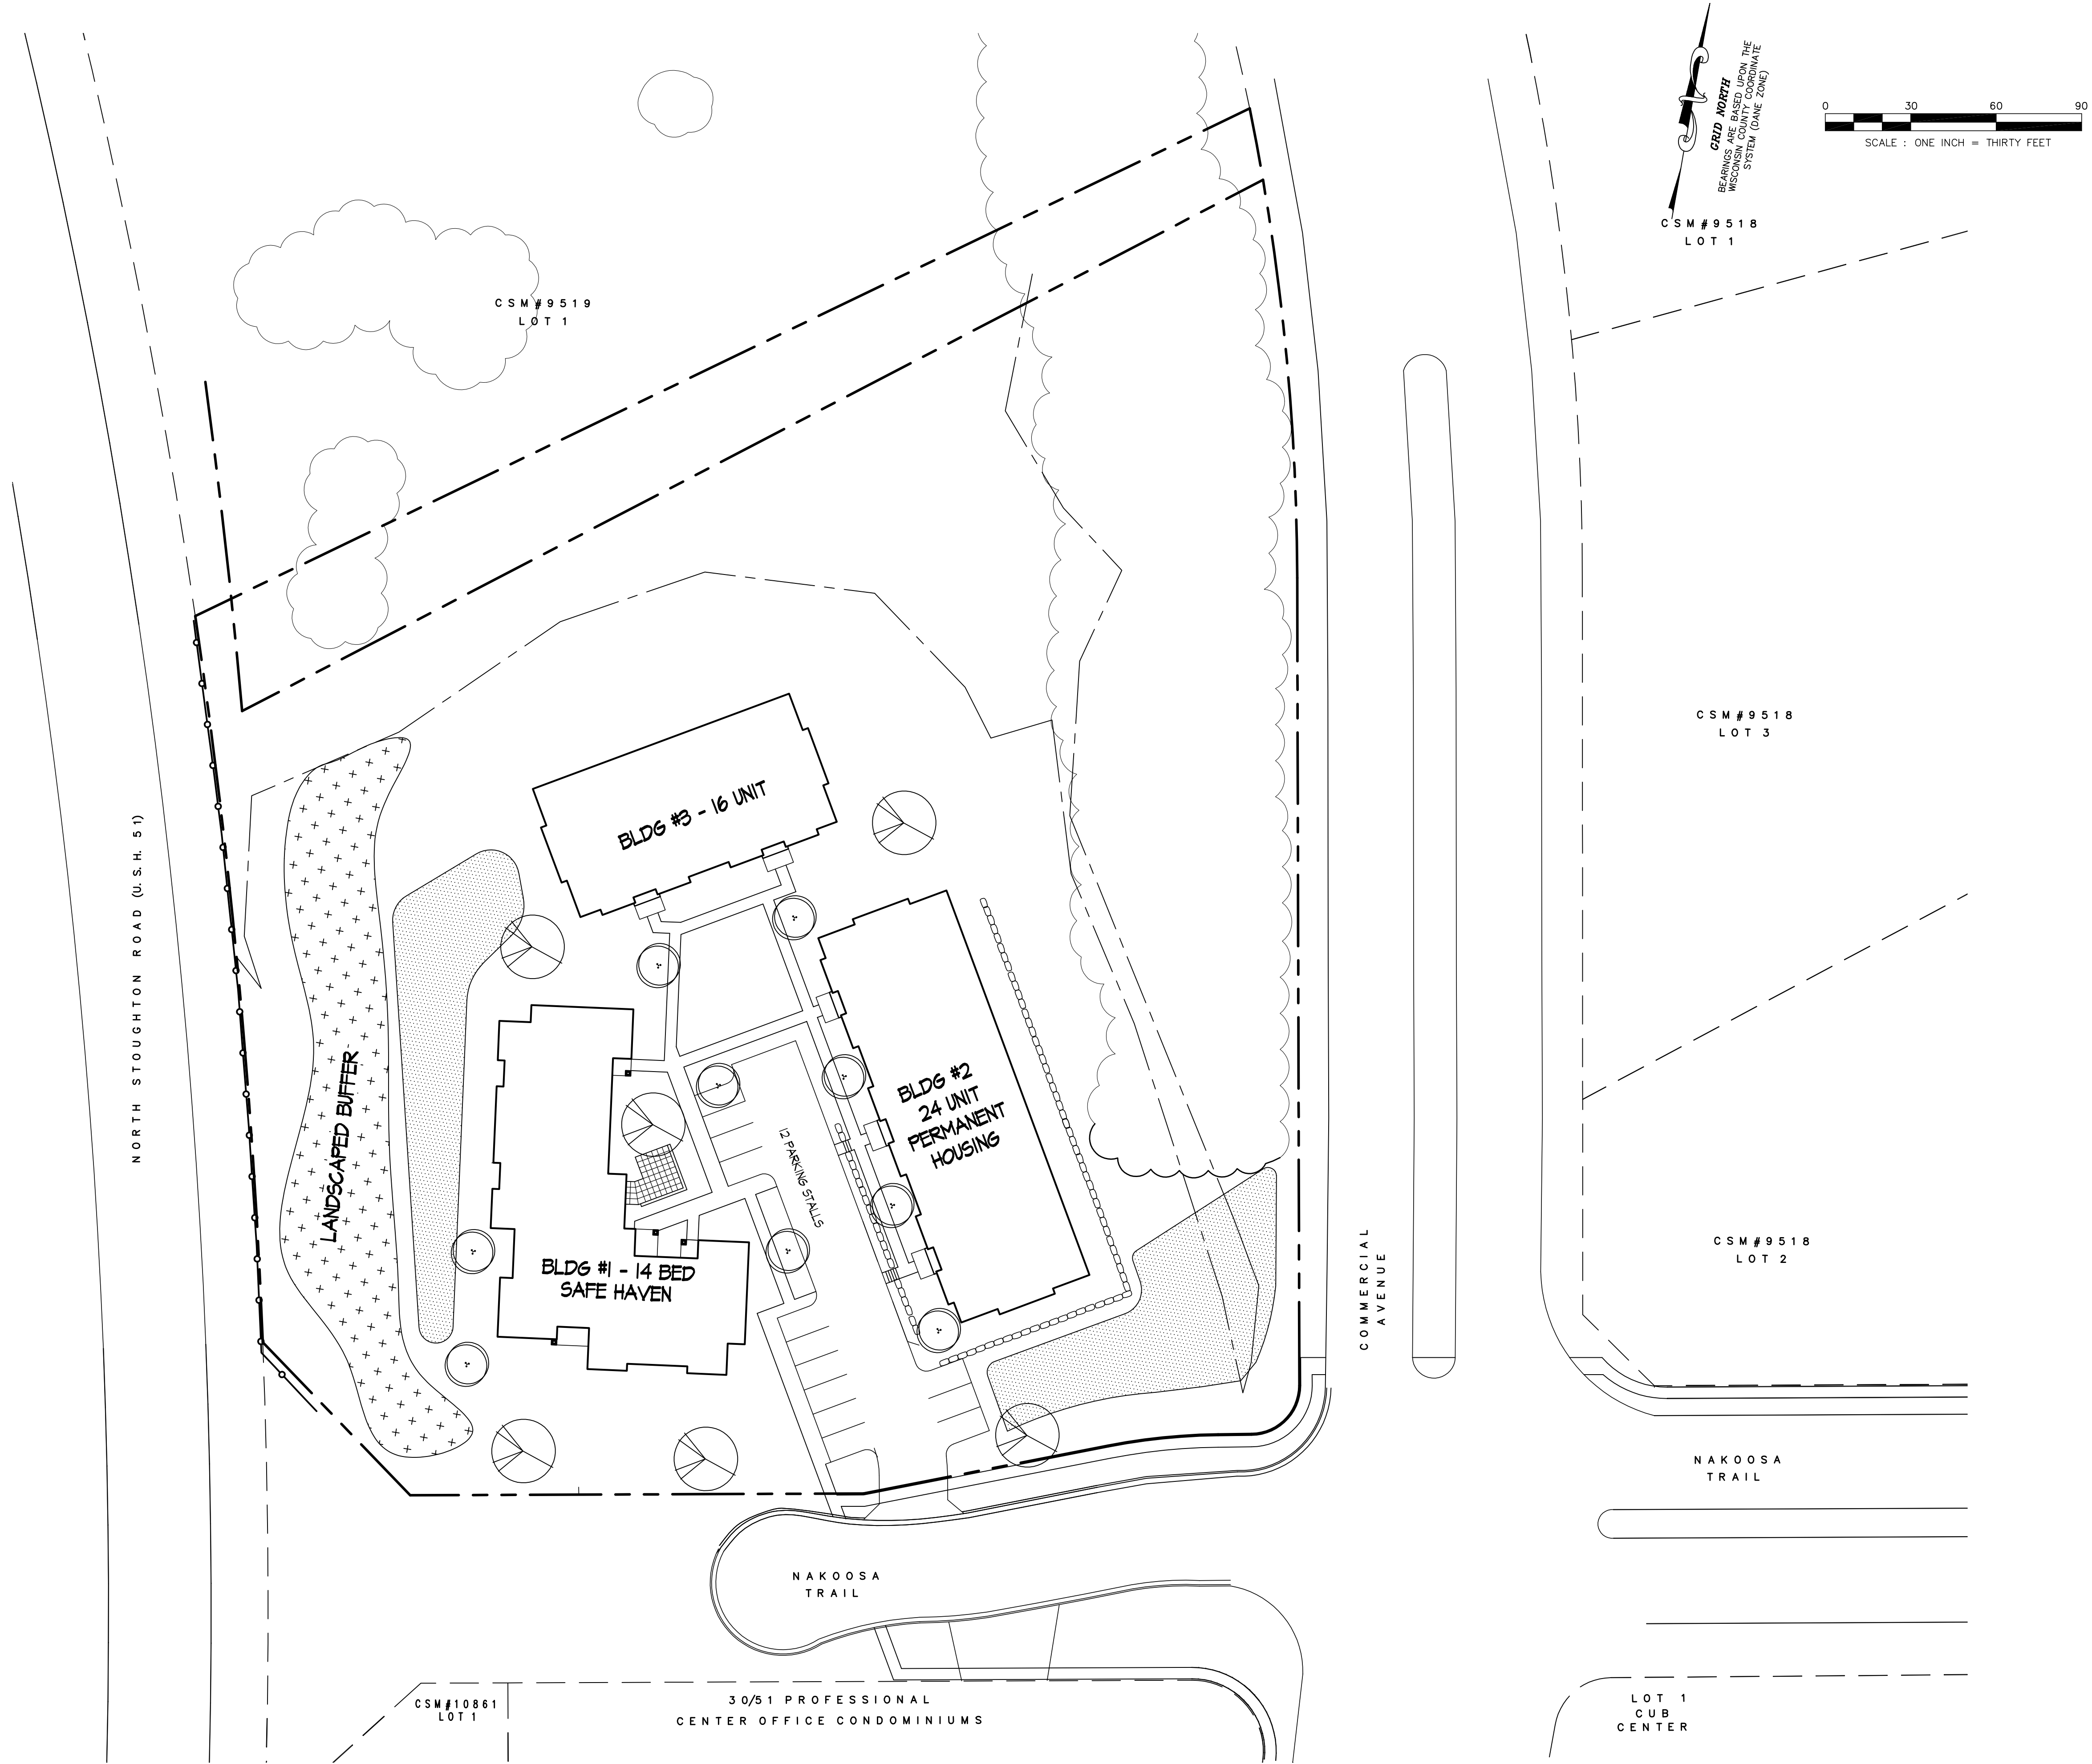 GRID NORTH
BEARINGS ARE BASED UPON THE
WISCONSIN COUNTY COORDINATE
SYSTEM (DANE ZONE)
0 30 60 90
SCALE : ONE INCH = THIRTY FEET
CSM#9518
LOT 1
CSM#9519
LOT 1
CSM#9518
LOT 3
BLDG #3 - 16 UNIT
NORTH STOUGHTON ROAD (U.S.H. 51)
LANDSCAPED BUFFER
BLDG #2
24 UNIT
PERMANENT
HOUSING
12 PARKING STALLS
BLDG #1 - 14 BED
SAFE HAVEN
COMMERCIAL
AVENUE
CSM#9518
LOT 2
NAKOOSA
TRAIL
NAKOOSA
TRAIL
CSM#10861
LOT 1
30/51 PROFESSIONAL
CENTER OFFICE CONDOMINIUMS
LOT 1
CUB
CENTER